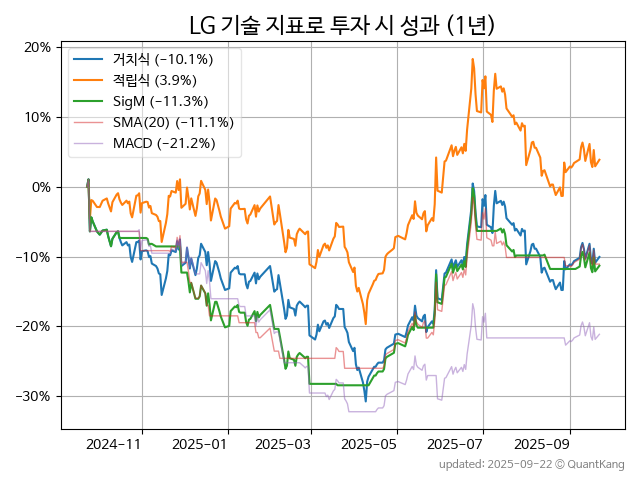 LG 기술 지표로 투자 시 성과 (1년)
거치식 (−10.1%)
적립식 (3.9%)
SigM (−11.3%)
SMA(20) (−11.1%)
MACD (−21.2%)
20%
10%
0%
−10%
−20%
−30%
2024-11 2025-01 2025-03 2025-05 2025-07 2025-09
updated: 2025-09-22 © QuantKang